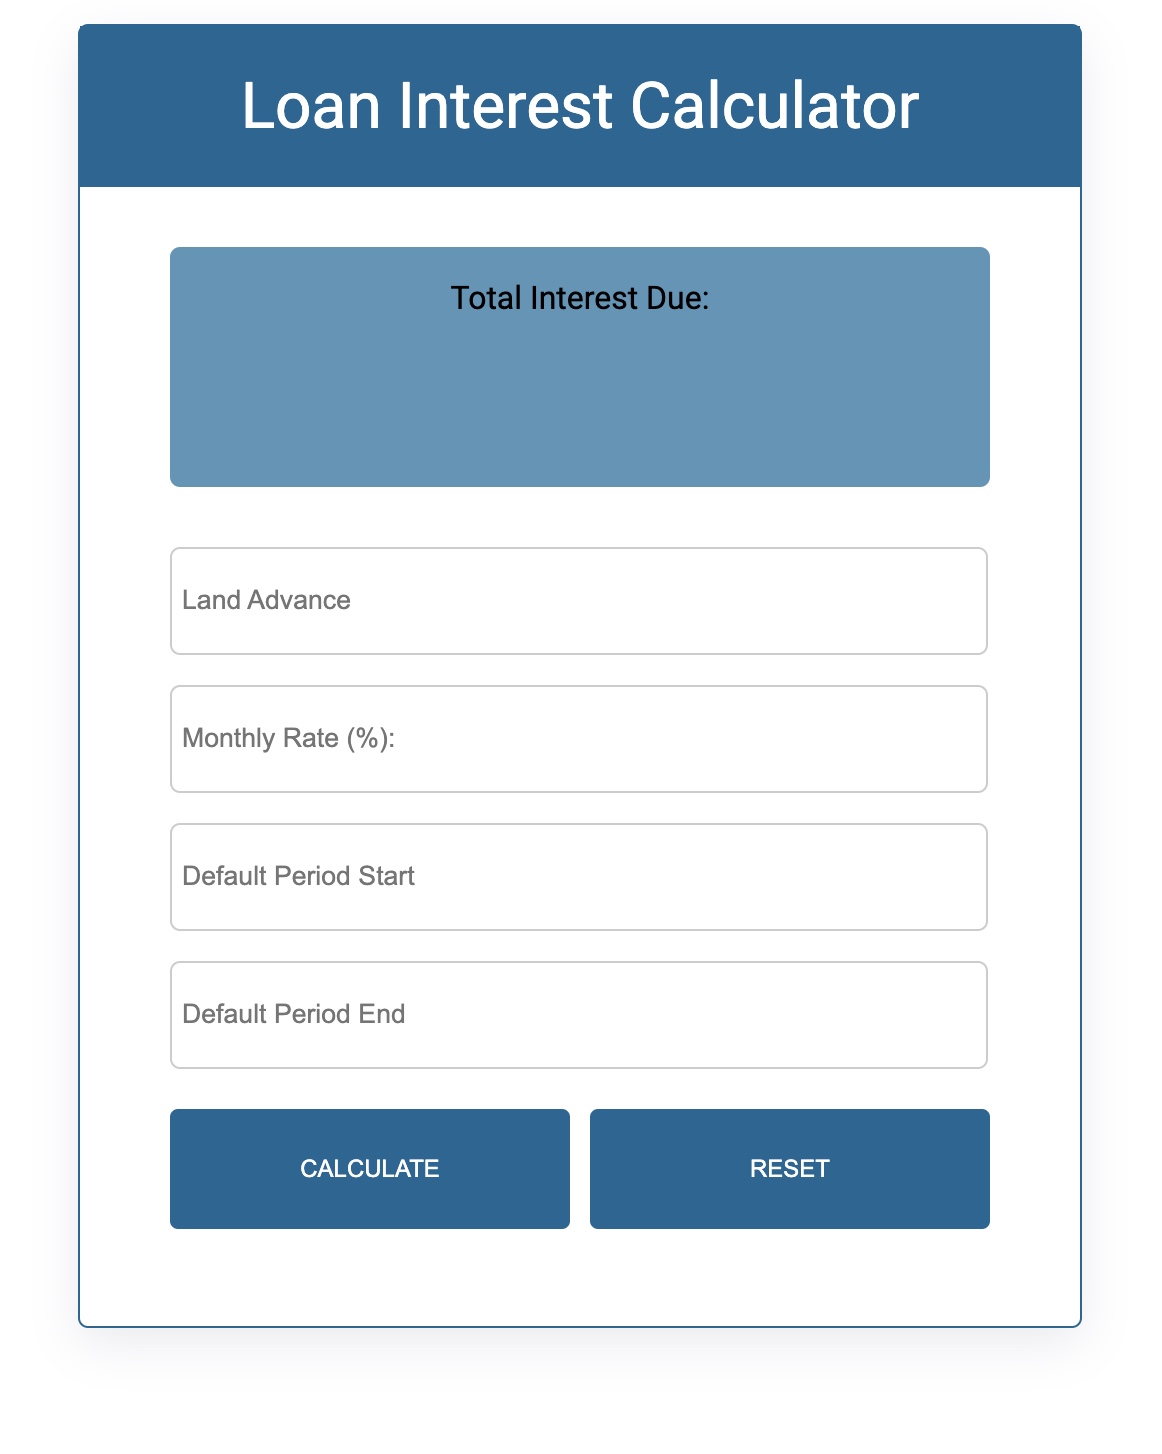 Loan Interest Calculator
Total Interest Due:
Land Advance
Monthly Rate (%):
Default Period Start
Default Period End
CALCULATE
RESET